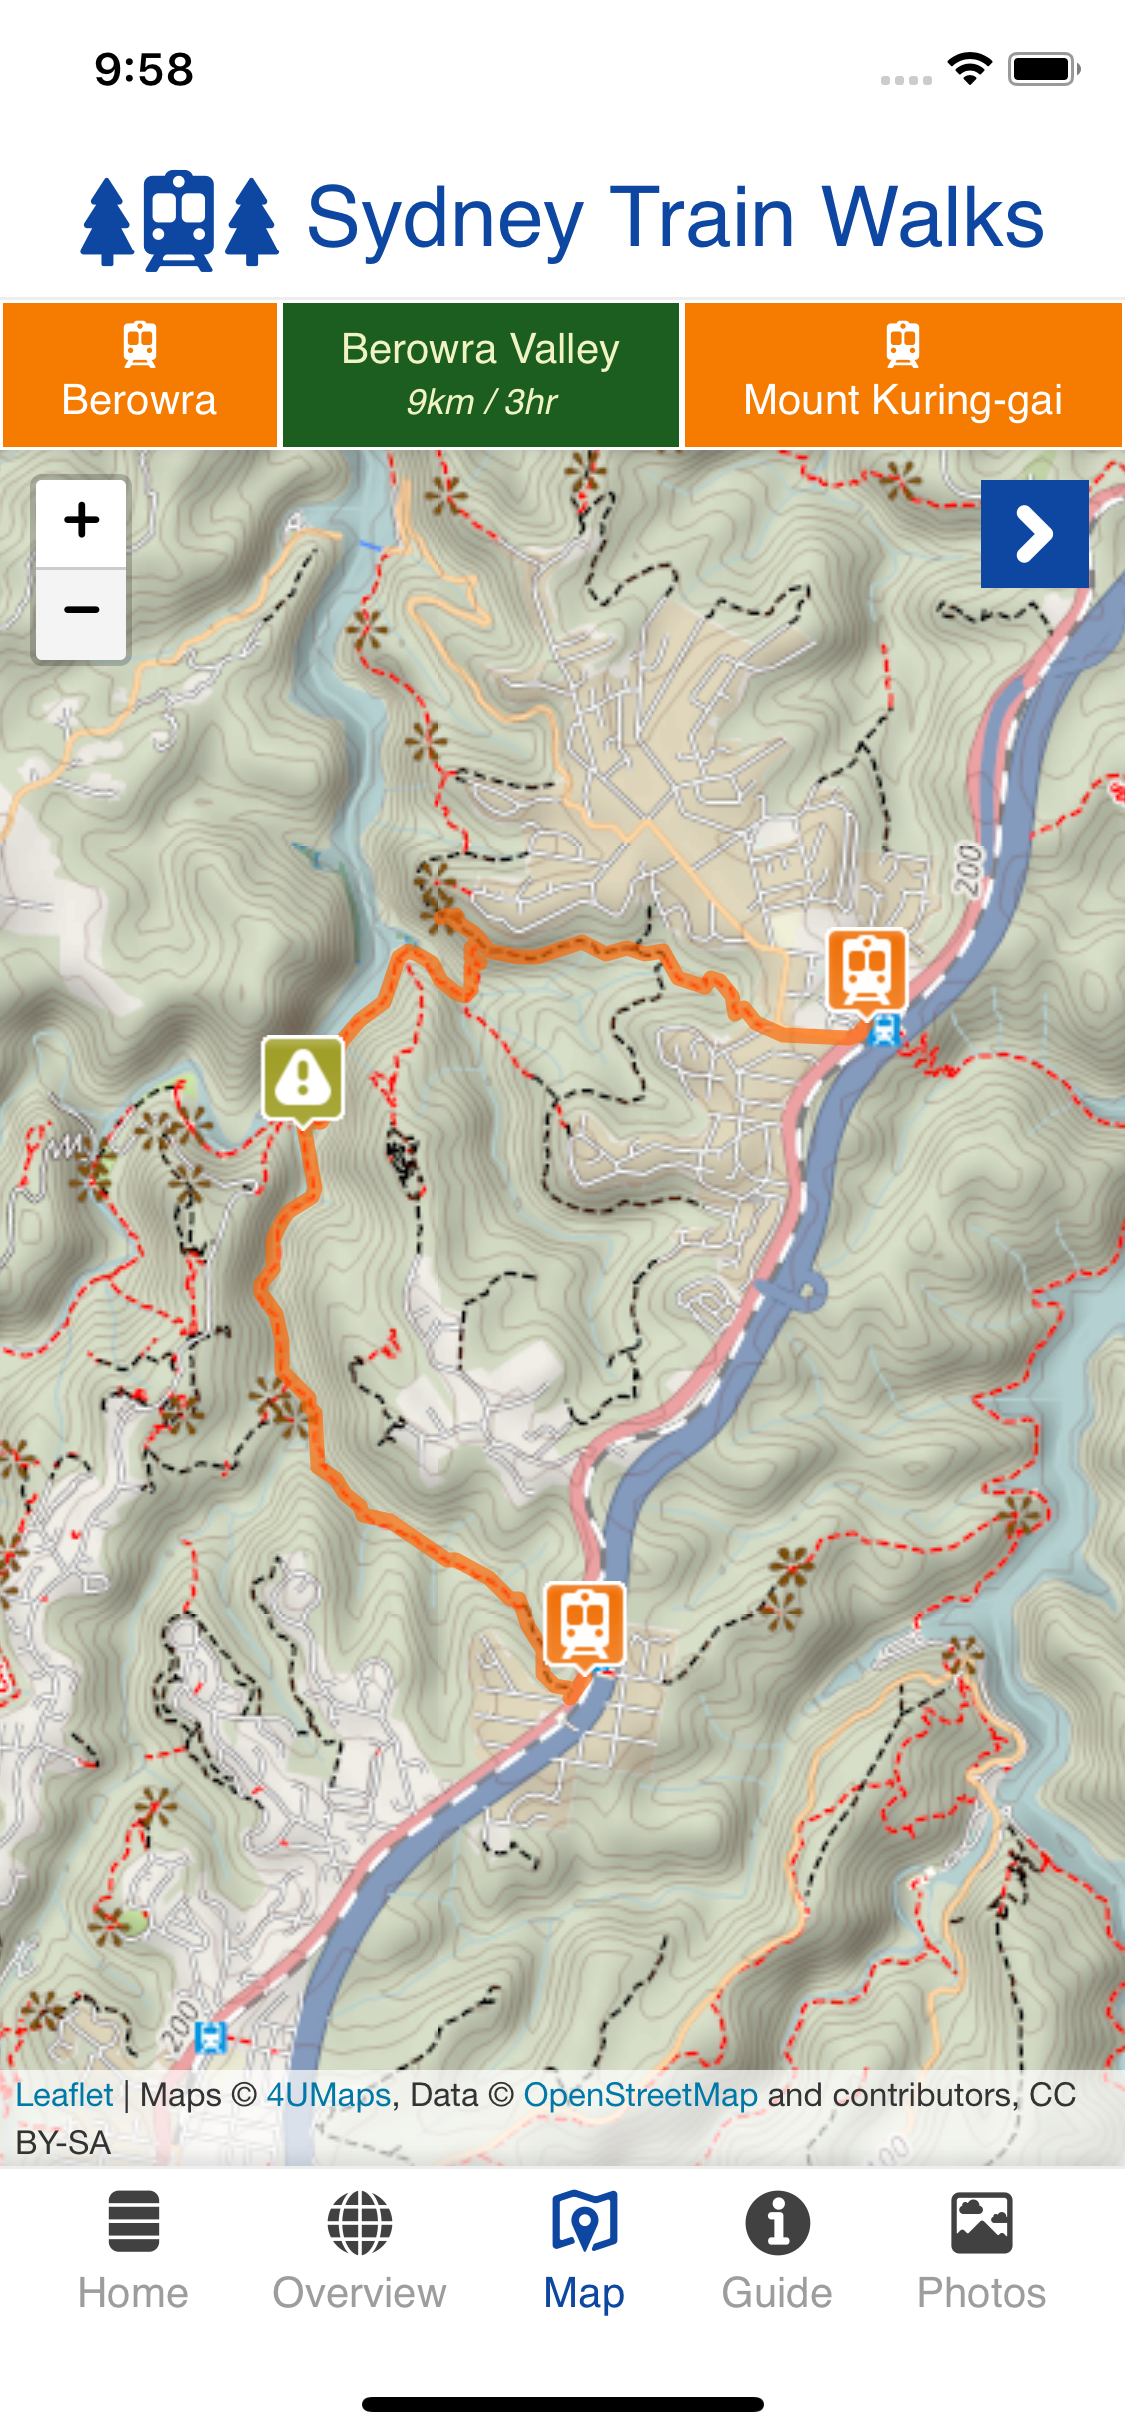 9:58
Sydney Train Walks
Berowra
Berowra Valley
9km / 3hr
Mount Kuring-gai
+
−
200
200
100
Leaflet | Maps © 4UMaps, Data © OpenStreetMap and contributors, CC
BY-SA
Home
Overview
Map
Guide
Photos